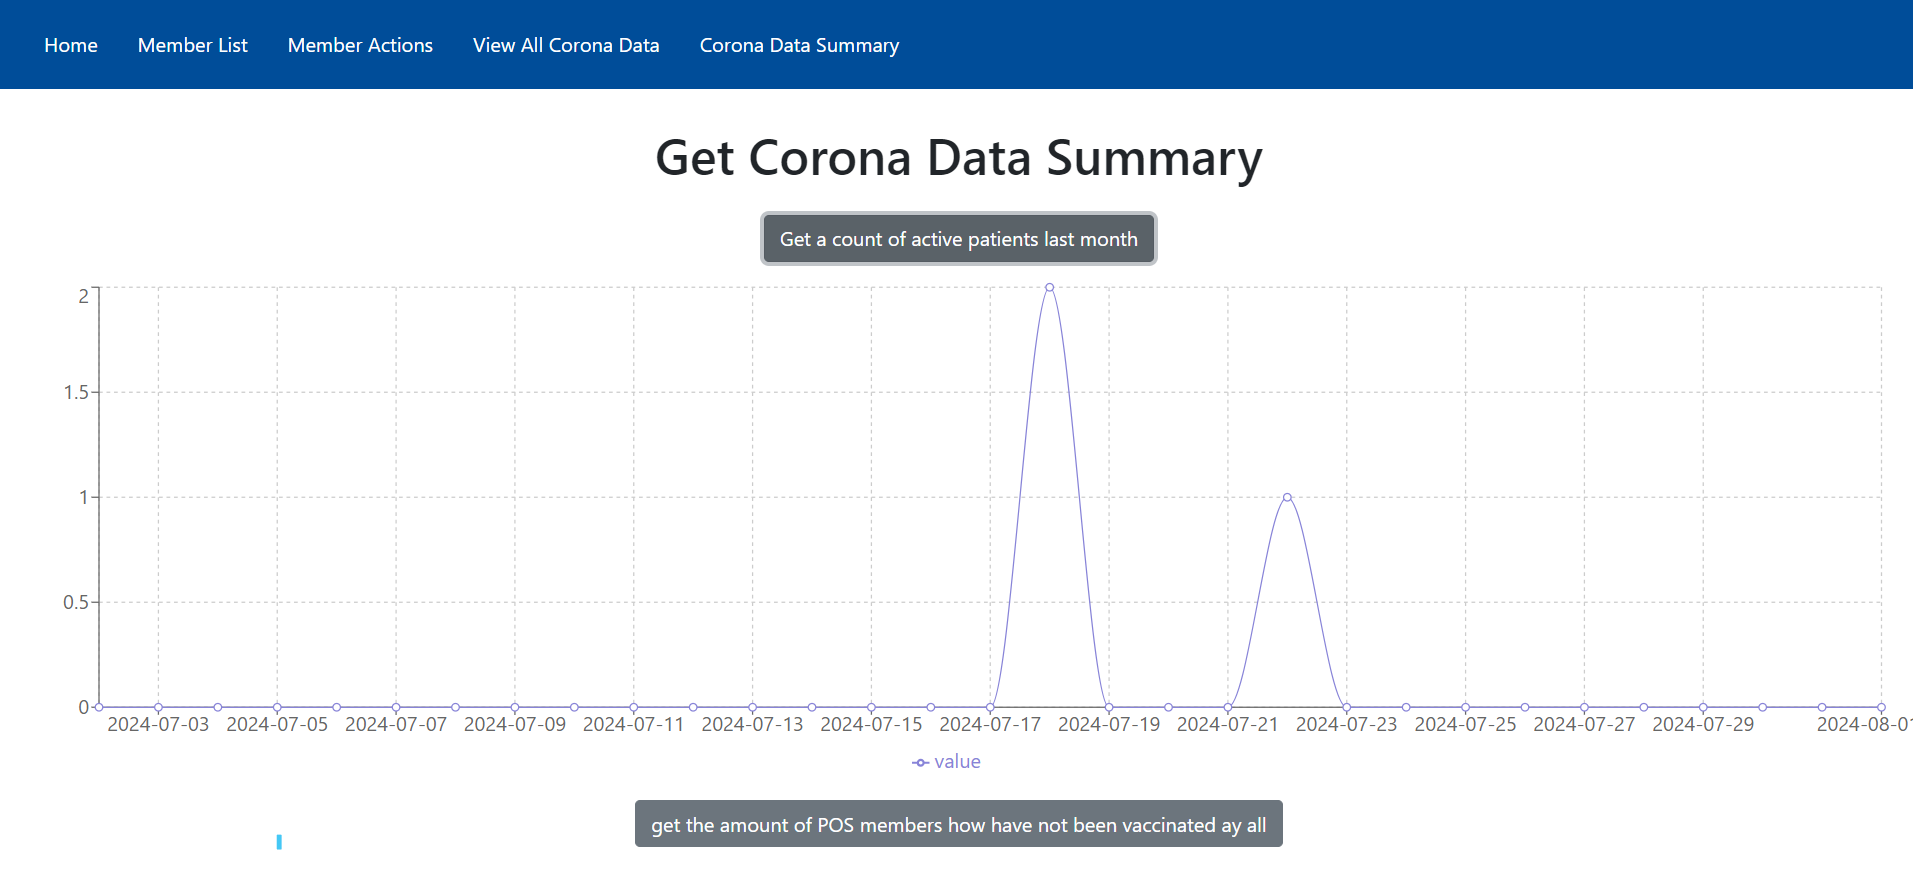 Home Member List Member Actions View All Corona Data Corona Data Summary
Get Corona Data Summary
Get a count of active patients last month
2
1.5
1
0.5
0
2024-07-03 2024-07-05 2024-07-07 2024-07-09 2024-07-11 2024-07-13 2024-07-15 2024-07-17 2024-07-19 2024-07-21 2024-07-23 2024-07-25 2024-07-27 2024-07-29 2024-08-01
value
get the amount of POS members how have not been vaccinated ay all